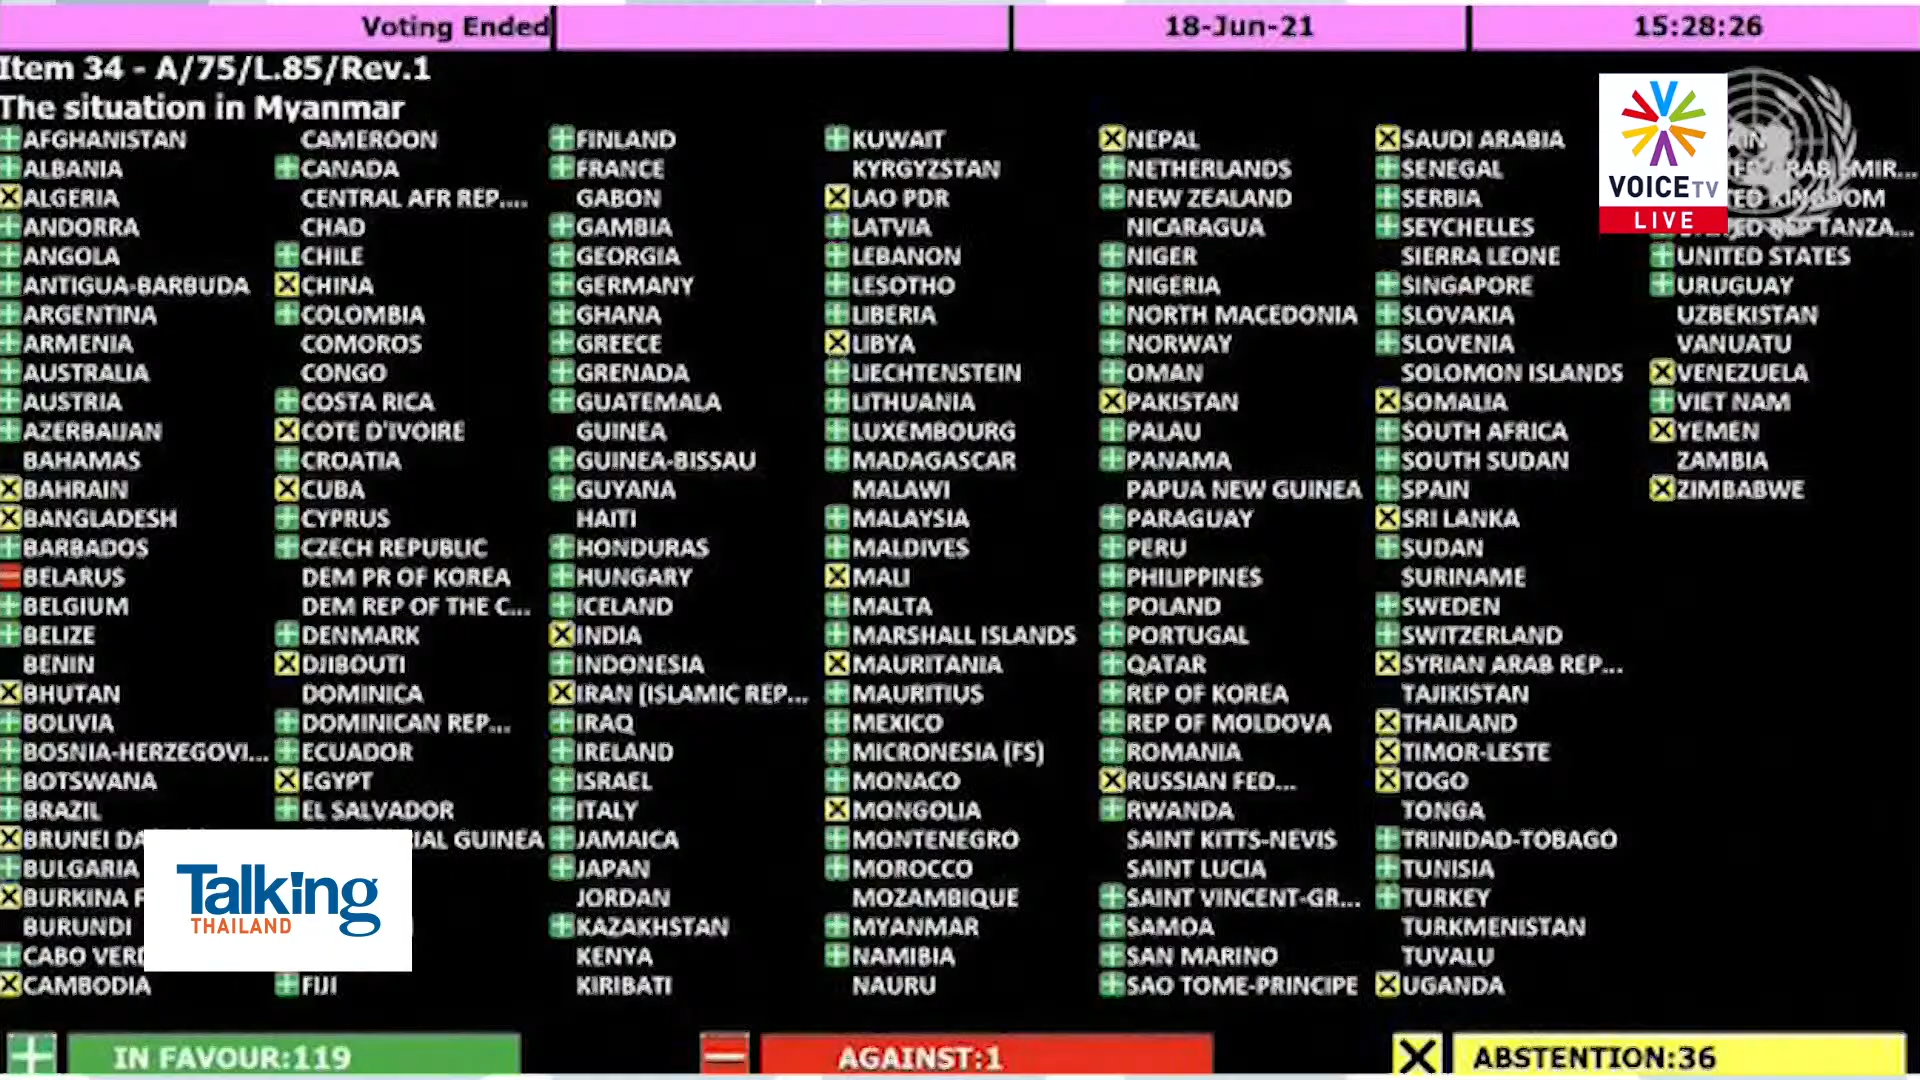 Voting Ended
18-Jun-21
15:28:26
Item 34 - A/75/L.85/Rev.1
The situation in Myanmar
AFGHANISTAN
ALBANIA
ALGERIA
ANDORRA
ANGOLA
ANTIGUA-BARBUDA
ARGENTINA
ARMENIA
AUSTRALIA
AUSTRIA
AZERBAIJAN
BAHAMAS
BAHRAIN
BANGLADESH
BARBADOS
BELARUS
BELGIUM
BELIZE
BENIN
BHUTAN
BOLIVIA
BOSNIA-HERZEGOVI...
BOTSWANA
BRAZIL
BRUNEI
BULGARIA
BURKINA
BURUNDI
CABO
CAMBODIA
CAMEROON
CANADA
CENTRAL AFR REP....
CHAD
CHILE
CHINA
COLOMBIA
COMOROS
CONGO
COSTA RICA
COTE D'IVOIRE
CROATIA
CUBA
CYPRUS
CZECH REPUBLIC
DEM PR OF KOREA
DEM REP OF THE C...
DENMARK
DJIBOUTI
DOMINICA
DOMINICAN REP...
ECUADOR
EGYPT
EL SALVADOR
GUINEA
FIJI
FINLAND
FRANCE
GABON
GAMBIA
GEORGIA
GERMANY
GHANA
GREECE
GRENADA
GUATEMALA
GUINEA
GUINEA-BISSAU
GUYANA
HAITI
HONDURAS
HUNGARY
ICELAND
INDIA
INDONESIA
IRAN (ISLAMIC REP...
IRAQ
IRELAND
ISRAEL
ITALY
JAMAICA
JAPAN
JORDAN
KAZAKHSTAN
KENYA
KIRIBATI
KUWAIT
KYRGYZSTAN
LAO PDR
LATVIA
LEBANON
LESOTHO
LIBERIA
LIBYA
LIECHTENSTEIN
LITHUANIA
LUXEMBOURG
MADAGASCAR
MALAWI
MALAYSIA
MALDIVES
MALI
MALTA
MARSHALL ISLANDS
MAURITANIA
MAURITIUS
MEXICO
MICRONESIA (FS)
MONACO
MONGOLIA
MONTENEGRO
MOROCCO
MOZAMBIQUE
MYANMAR
NAMIBIA
NAURU
NEPAL
NETHERLANDS
NEW ZEALAND
NICARAGUA
NIGER
NIGERIA
NORTH MACEDONIA
NORWAY
OMAN
PAKISTAN
PALAU
PANAMA
PAPUA NEW GUINEA
PARAGUAY
PERU
PHILIPPINES
POLAND
PORTUGAL
QATAR
REP OF KOREA
REP OF MOLDOVA
ROMANIA
RUSSIAN FED...
RWANDA
SAINT KITTS-NEVIS
SAINT LUCIA
SAINT VINCENT-GR...
SAMOA
SAN MARINO
SAO TOME-PRINCIPE
SAUDI ARABIA
SENEGAL
SERBIA
SEYCHELLES
SIERRA LEONE
SINGAPORE
SLOVAKIA
SLOVENIA
SOLOMON ISLANDS
SOMALIA
SOUTH AFRICA
SOUTH SUDAN
SPAIN
SRI LANKA
SUDAN
SURINAME
SWEDEN
SWITZERLAND
SYRIAN ARAB REP...
TAJIKISTAN
THAILAND
TIMOR-LESTE
TOGO
TONGA
TRINIDAD-TOBAGO
TUNISIA
TURKEY
TURKMENISTAN
TUVALU
UGANDA
KINGDOM
REP TANZA...
UNITED STATES
URUGUAY
UZBEKISTAN
VANUATU
VENEZUELA
VIET NAM
YEMEN
ZAMBIA
ZIMBABWE
VOICE TV
LIVE
Talking
THAILAND
IN FAVOUR:119
AGAINST:1
ABSTENTION:36